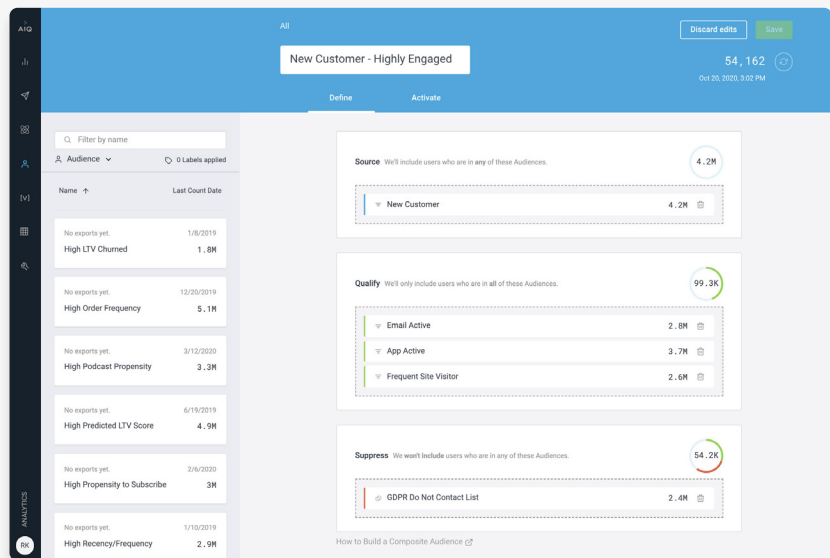 AIQ
All
Discard edits
Save
New Customer - Highly Engaged
54,162
Oct 20, 2020, 3:02 PM
Define
Activate
Filter by name
Audience
0 Labels applied
Name
Last Count Date
No exports yet.
1/8/2019
High LTV Churned
1.8M
No exports yet.
12/20/2019
High Order Frequency
5.1M
No exports yet.
3/12/2020
High Podcast Propensity
3.3M
No exports yet.
6/19/2019
High Predicted LTV Score
4.9M
No exports yet.
2/6/2020
High Propensity to Subscribe
3M
No exports yet.
1/10/2019
High Recency/Frequency
2.9M
Source We'll include users who are in any of these Audiences.
4.2M
New Customer
4.2M
Qualify We'll only include users who are in all of these Audiences.
99.3K
Email Active
2.8M
App Active
3.7M
Frequent Site Visitor
2.6M
Suppress We won't include users who are in any of these Audiences.
54.2K
GDPR Do Not Contact List
2.4M
How to Build a Composite Audience
[V]
ANALYTICS
RK